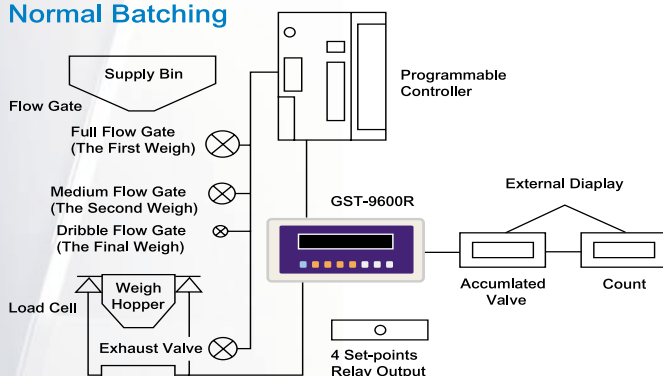 Normal Batching
Supply Bin
Flow Gate
Full Flow Gate
(The First Weigh)
Medium Flow Gate
(The Second Weigh)
Dribble Flow Gate
(The Final Weigh)
Weigh
Hopper
Load Cell
Exhaust Valve
Programmable
Controller
GST-9600R
External Display
Accumlated
Valve
Count
4 Set-points
Relay Output